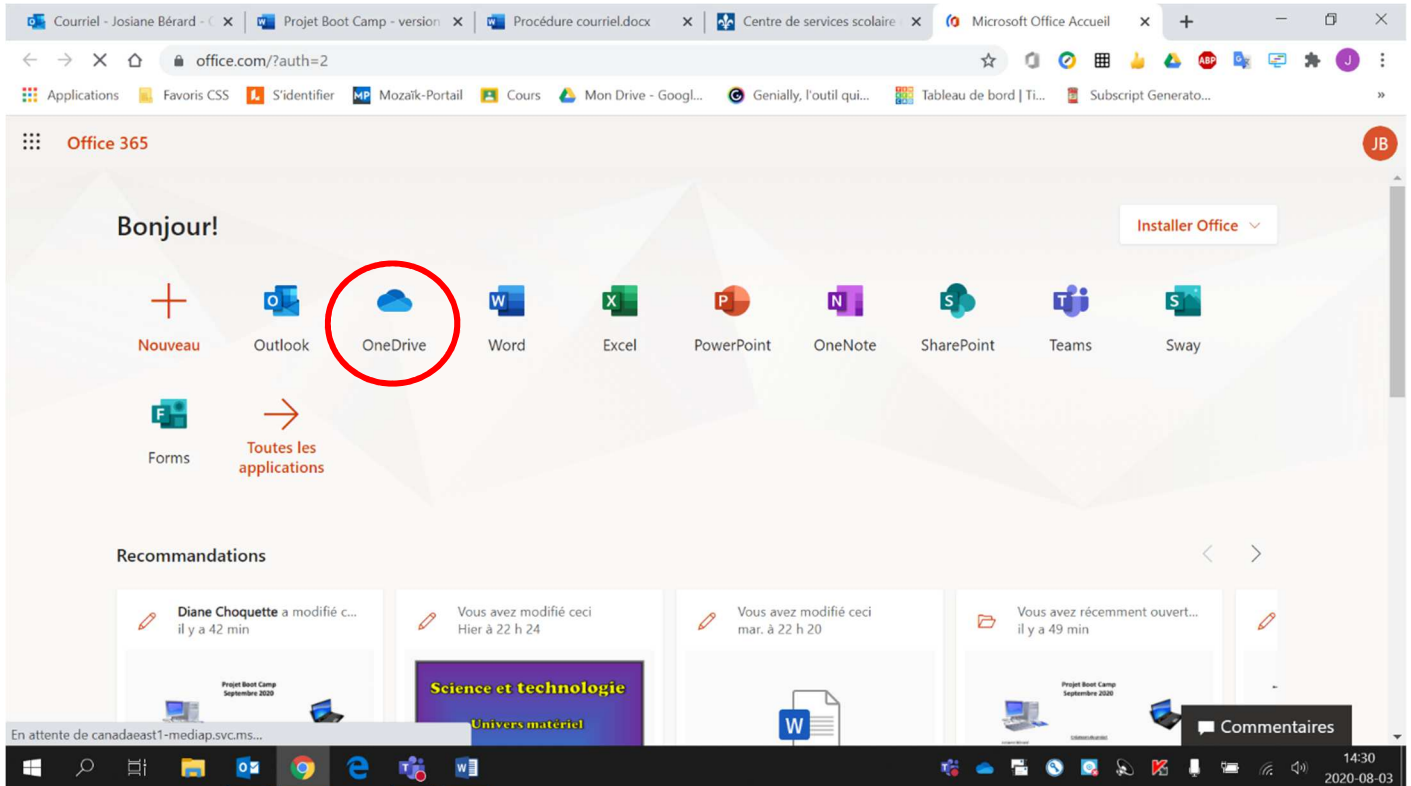 Courriel - Josiane Bérard - 
Projet Boot Camp - version
Procédure courriel.docx
Centre de services scolaire
Microsoft Office Accueil
office.com/?auth=2
ABP
J
Applications
Favoris CSS
S'identifier
MP
Mozaïk-Portail
Cours
Mon Drive - Googl...
Genially, l'outil qui...
Tableau de bord | Ti...
Subscript Generato...
Office 365
JB
Bonjour!
Installer Office
Nouveau
Outlook
OneDrive
Word
Excel
PowerPoint
OneNote
SharePoint
Teams
Sway
Forms
Toutes les
applications
Recommandations
Diane Choquette a modifié c...
il y a 42 min
Vous avez modifié ceci
Hier à 22 h 24
Vous avez modifié ceci
mar. à 22 h 20
Vous avez récemment ouvert...
il y a 49 min
Projet Boot Camp
Septembre 2020
Science et technologie
Univers matériel
W
Projet Boot Camp
Septembre 2020
Commentaires
En attente de canadaeast1-mediap.svc.ms...
14:30
2020-08-03